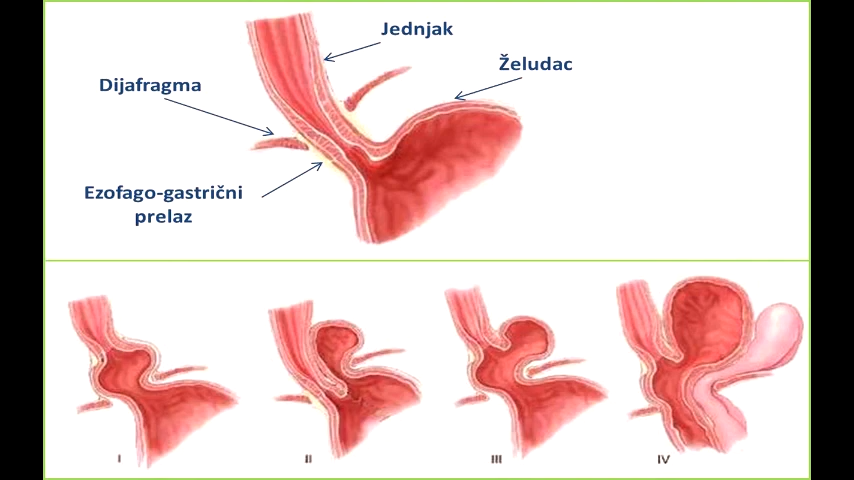 Jednjak
Želudac
Dijafragma
Ezofago-gastrični
prelaz
I
II
III
IV